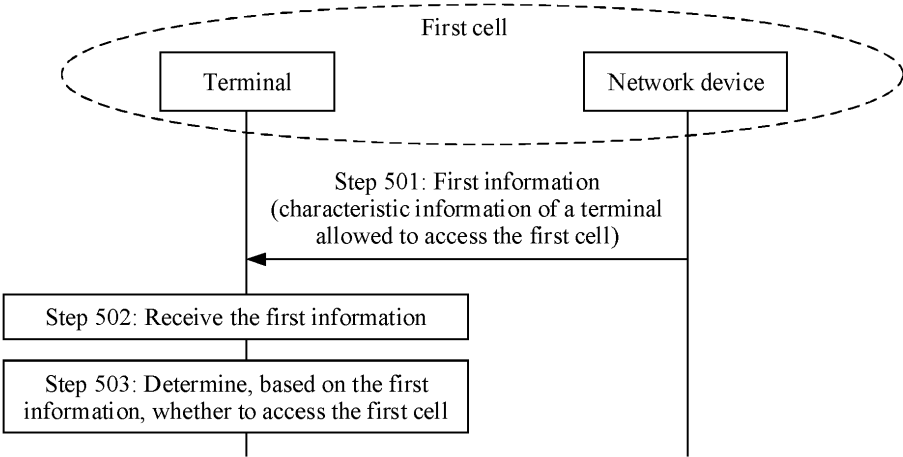 First cell
Terminal
Network device
Step 501: First information
(characteristic information of a terminal
allowed to access the first cell)
Step 502: Receive the first information
Step 503: Determine, based on the first
information, whether to access the first cell